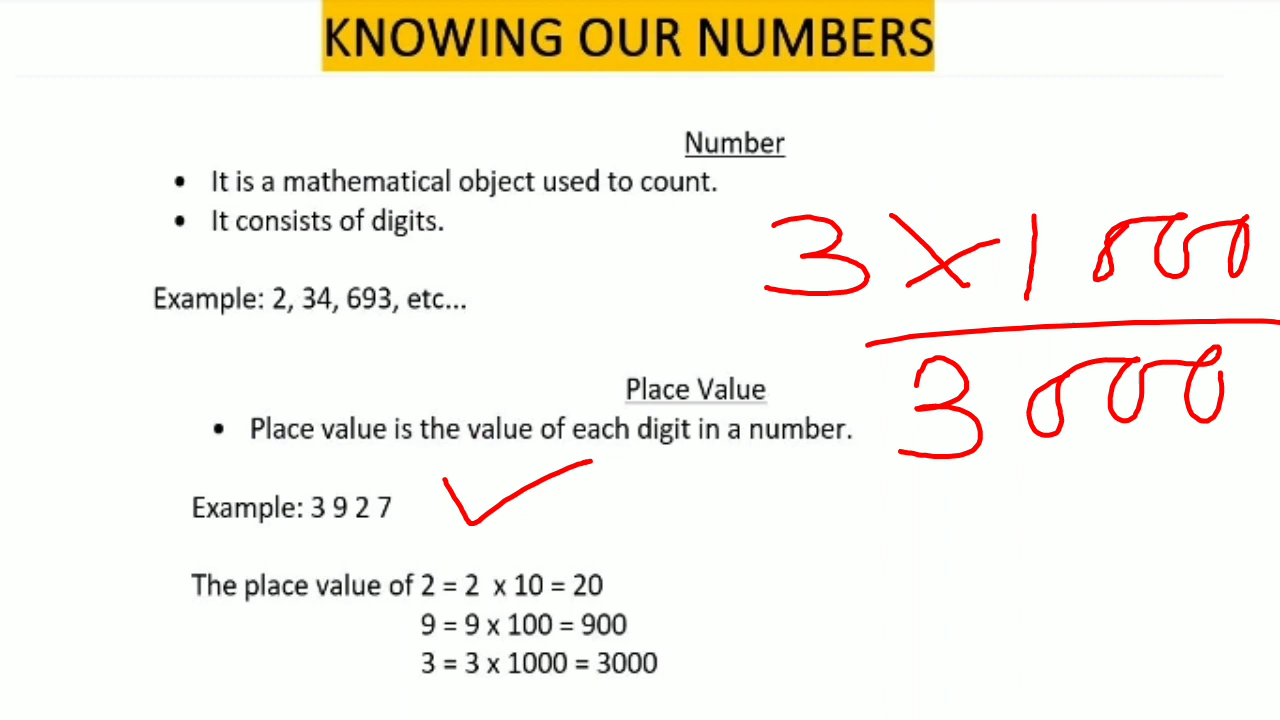 KNOWING OUR NUMBERS
Number
• It is a mathematical object used to count.
• It consists of digits.
3 x 1000
Example: 2, 34, 693, etc...
3000
Place Value
• Place value is the value of each digit in a number.
Example: 3 9 2 7
The place value of 2 = 2 x 10 = 20
9 = 9 x 100 = 900
3 = 3 x 1000 = 3000